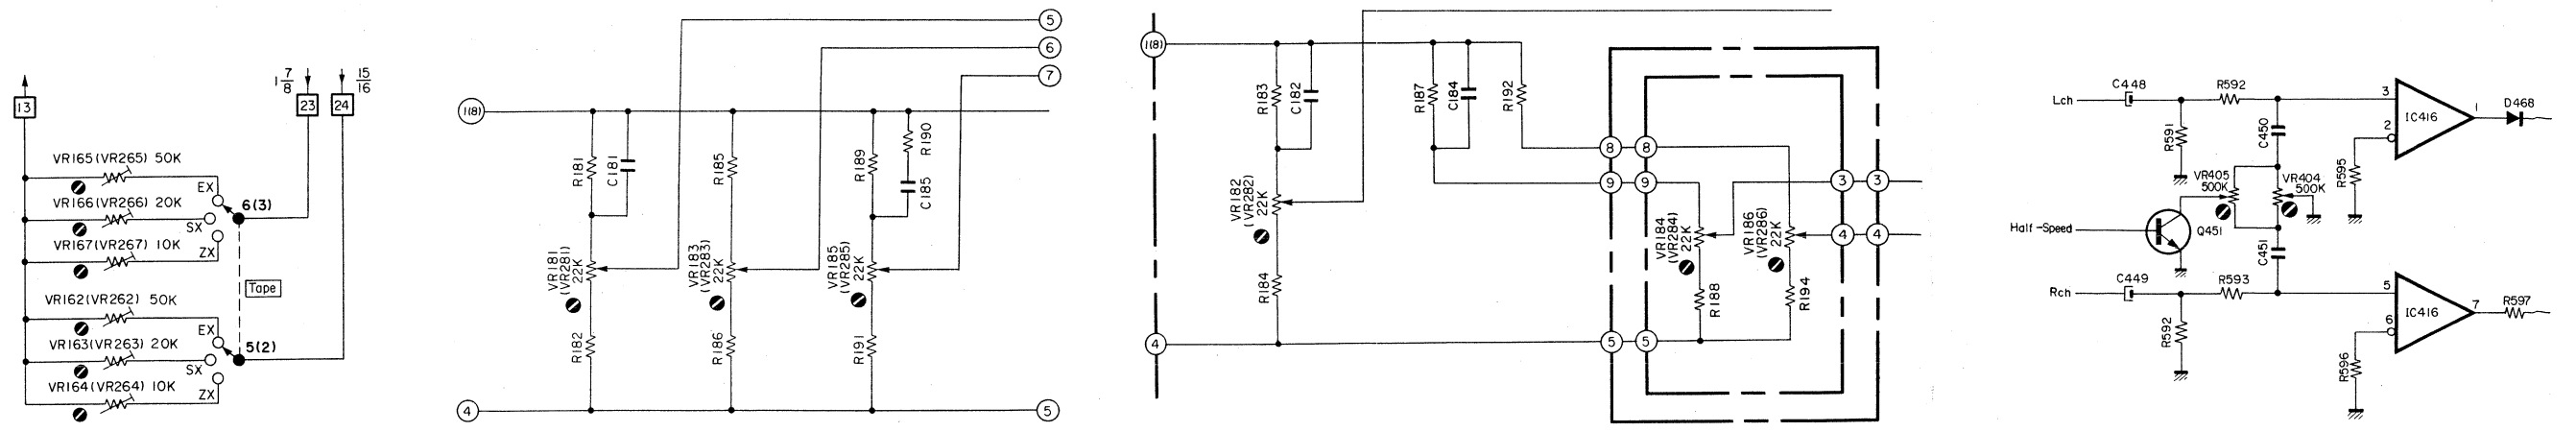 13
1 7/8
23
15/16
24
VR165(VR265) 50K
EX
6(3)
VR166(VR266) 20K
SX
VR167(VR267) 10K
ZX
Tape
VR162(VR262) 50K
EX
5(2)
VR163(VR263) 20K
SX
VR164(VR264) 10K
ZX
5
6
7
1(8)
R181
C181
R185
R189
R190
C185
VR181
(VR281)
22K
VR183
(VR283)
22K
VR185
(VR285)
22K
R182
R186
R191
4
5
1(8)
R183
C182
R187
C184
R192
8
8
9
9
3
3
VR182
(VR282)
22K
VR184
(VR284)
22K
VR186
(VR286)
22K
4
4
R184
R188
R194
4
5
5
Lch
C448
R592
3
1
D468
IC416
2
R591
C450
R595
VR405
500K
VR404
500K
Half-Speed
Q451
C451
Rch
C449
R593
5
7
R597
IC416
6
R592
R596